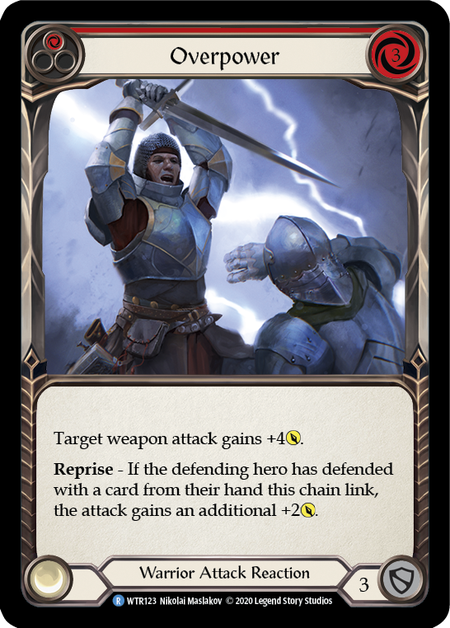 Overpower
3
Target weapon attack gains +4.
Reprise - If the defending hero has defended
with a card from their hand this chain link,
the attack gains an additional +2.
Warrior Attack Reaction
3
R WTR123 Nikolai Maslakov © 2020 Legend Story Studios